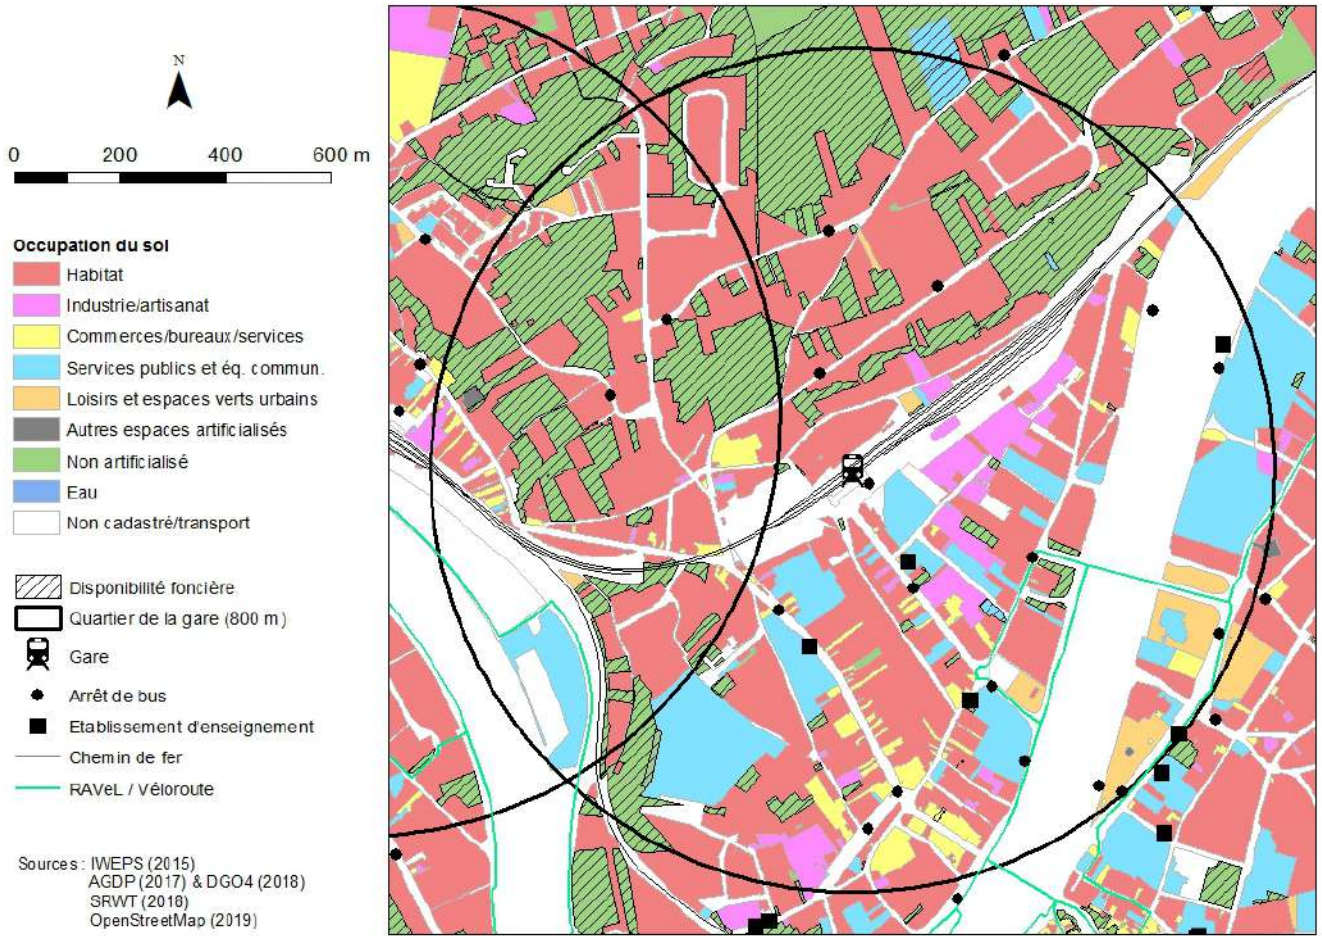 N
0 200 400 600 m
Occupation du sol
Habitat
Industrie/artisanat
Commerces/bureaux/services
Services publics et éq. commun.
Loisirs et espaces verts urbains
Autres espaces artificialisés
Non artificialisé
Eau
Non cadastré/transport
Disponibilité foncière
Quartier de la gare (800 m)
Gare
Arrêt de bus
Etablissement d'enseignement
Chemin de fer
RAVeL / Véloroute
Sources : IWEPS (2015)
AGDP (2017) & DGO4 (2018)
SRWT (2018)
OpenStreetMap (2019)